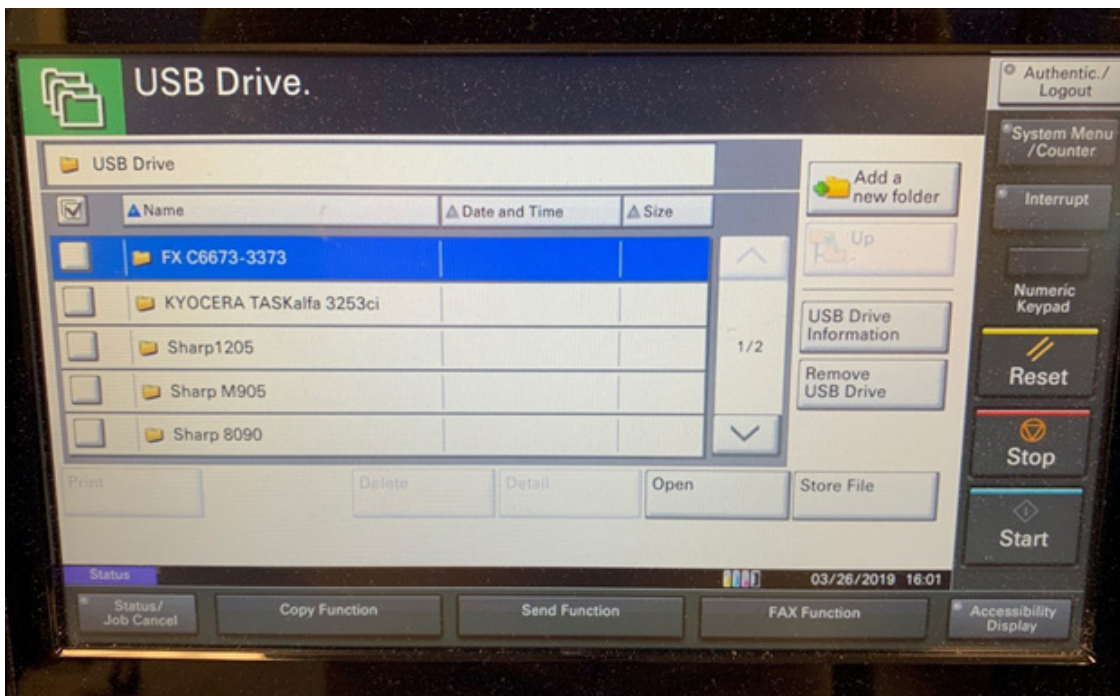 USB Drive.
Authentic./
Logout
System Menu
/Counter
USB Drive
Add a
new folder
Name
Date and Time
Size
Interrupt
FX C6673-3373
Up
KYOCERA TASKalfa 3253ci
USB Drive
Information
Numeric
Keypad
Sharp1205
1/2
Sharp M905
Remove
USB Drive
Reset
Sharp 8090
Stop
Print
Delete
Detail
Open
Store File
Start
Status
03/26/2019 16:01
Status/
Job Cancel
Copy Function
Send Function
FAX Function
Accessibility
Display